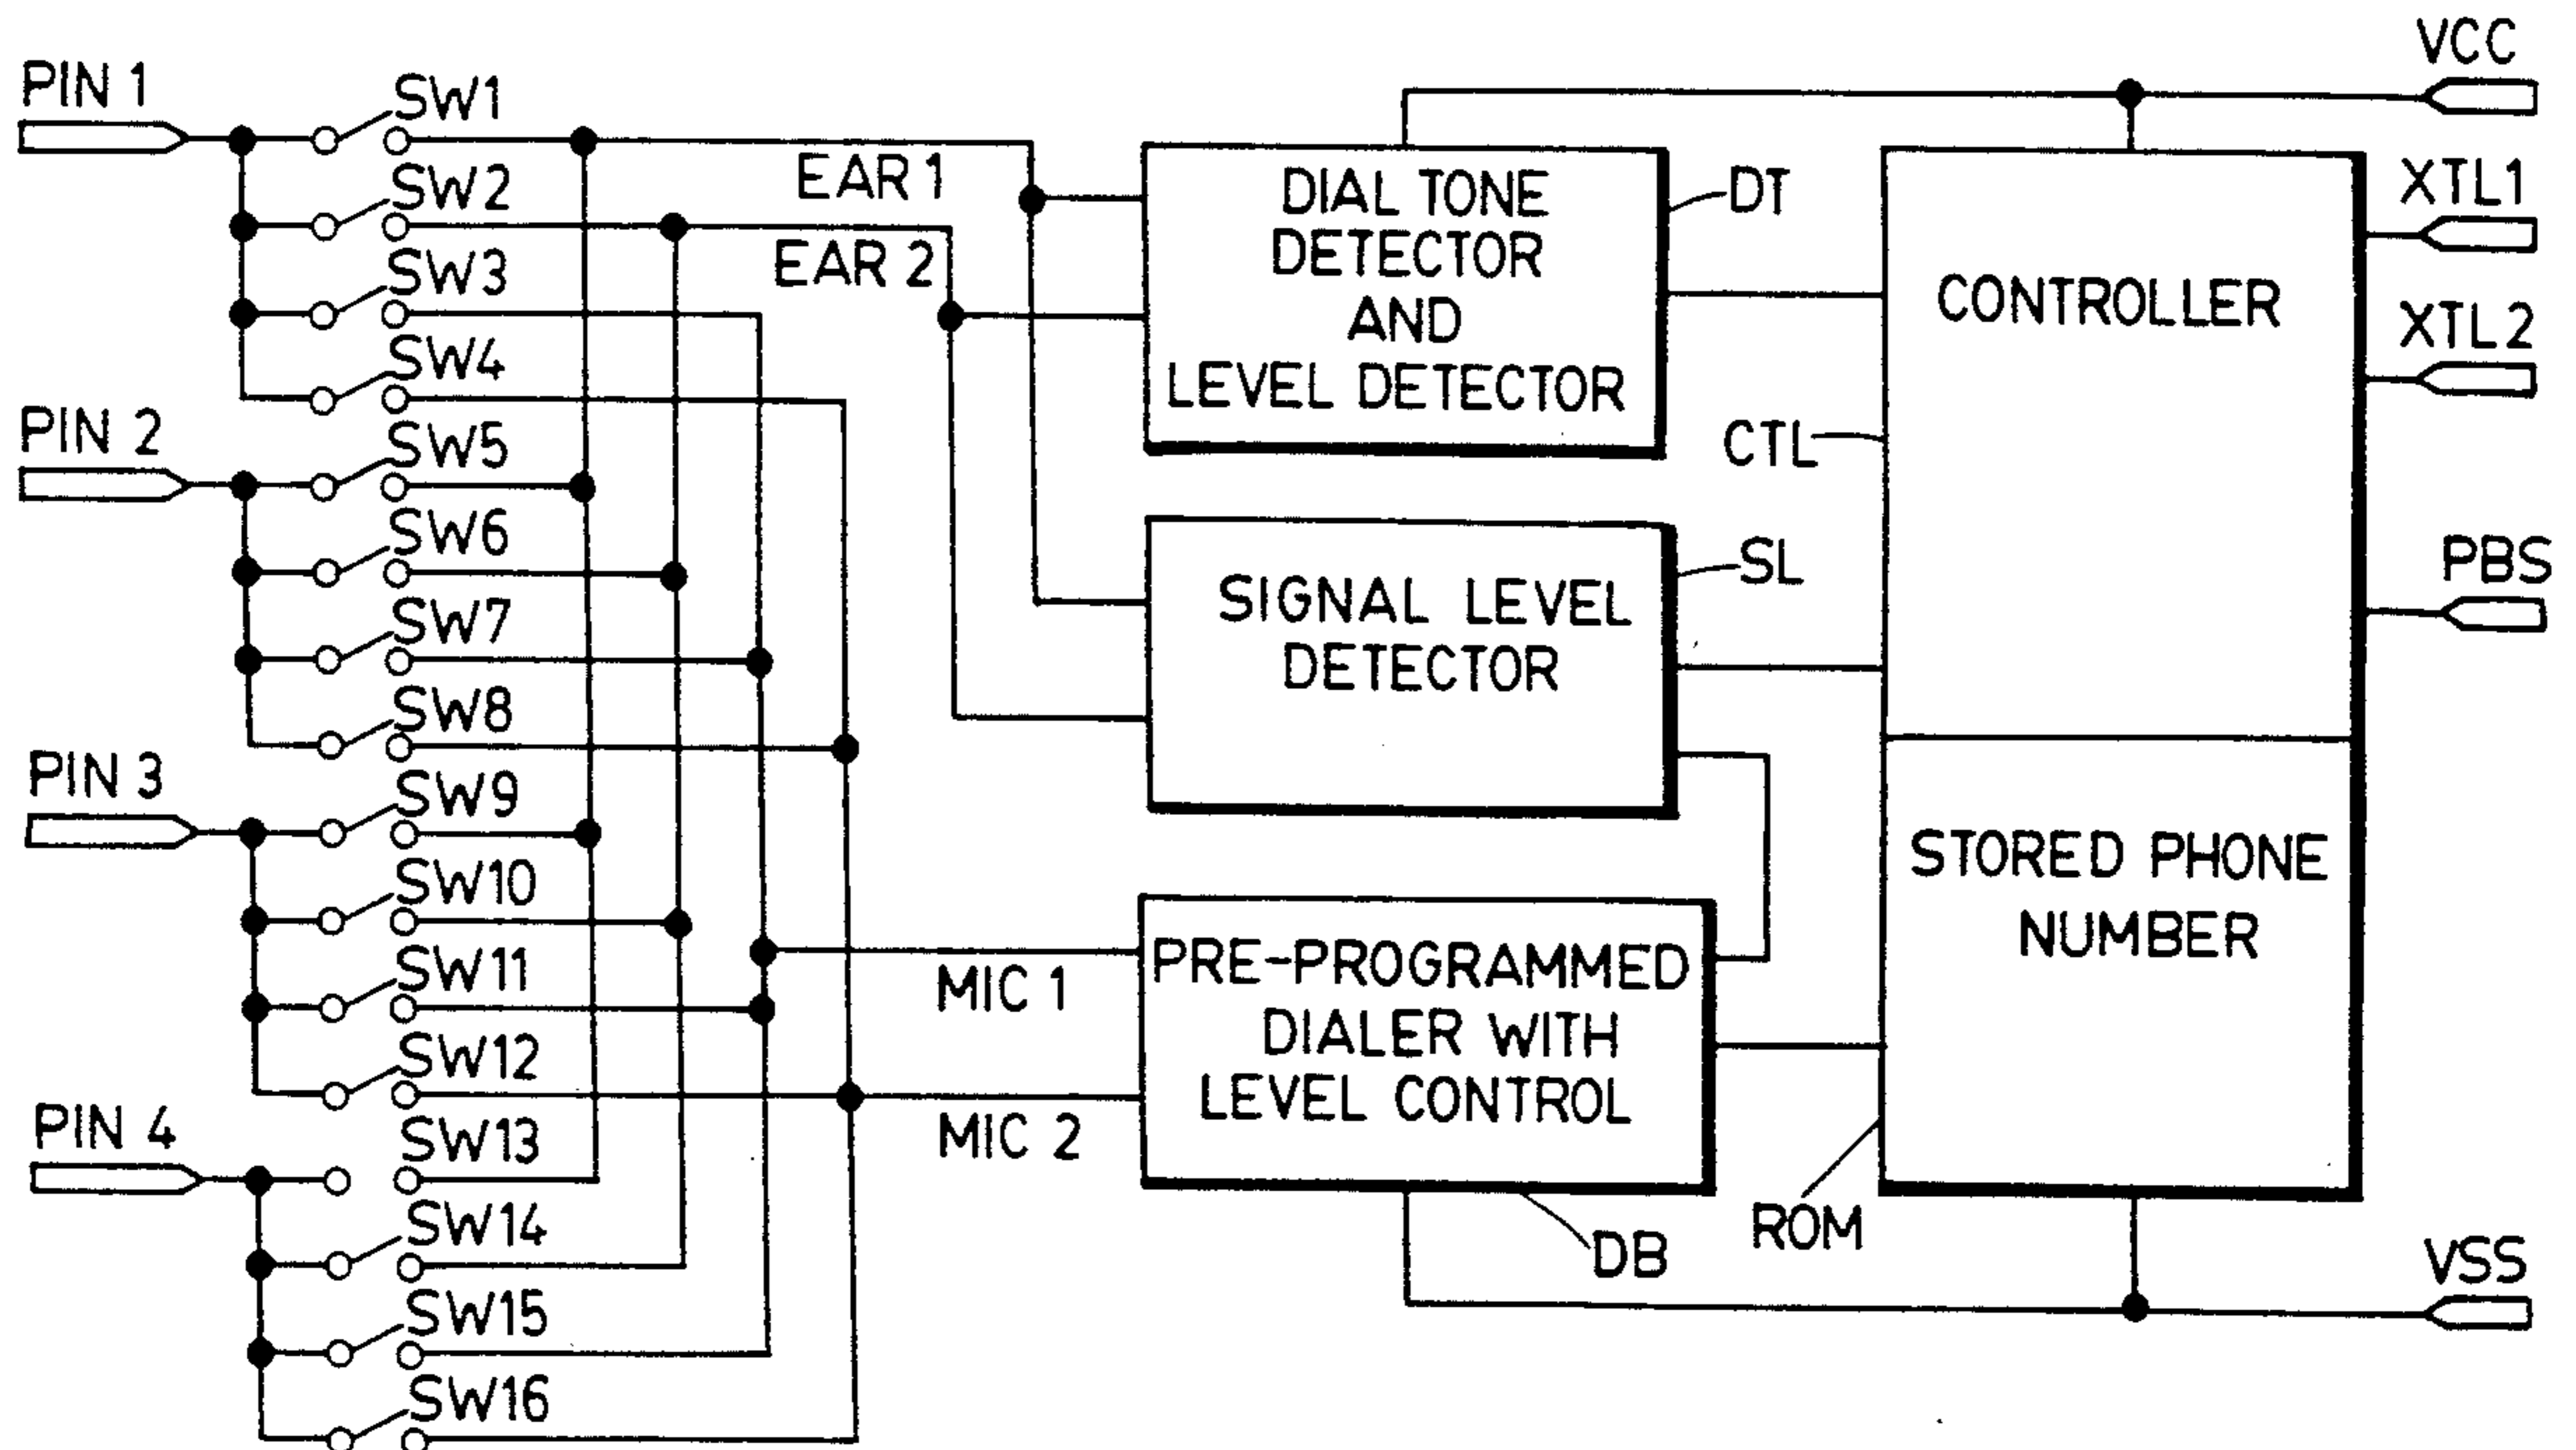 VCC
PIN 1
SW1
SW2
SW3
SW4
PIN 2
SW5
SW6
SW7
SW8
PIN 3
SW9
SW10
SW11
SW12
PIN 4
SW13
SW14
SW15
SW16
EAR 1
EAR 2
MIC 1
MIC 2
DIAL TONE
DETECTOR
AND
LEVEL DETECTOR
DT
SIGNAL LEVEL
DETECTOR
SL
PRE-PROGRAMMED
DIALER WITH
LEVEL CONTROL
DB
CONTROLLER
CTL
STORED PHONE
NUMBER
ROM
XTL1
XTL2
PBS
VSS